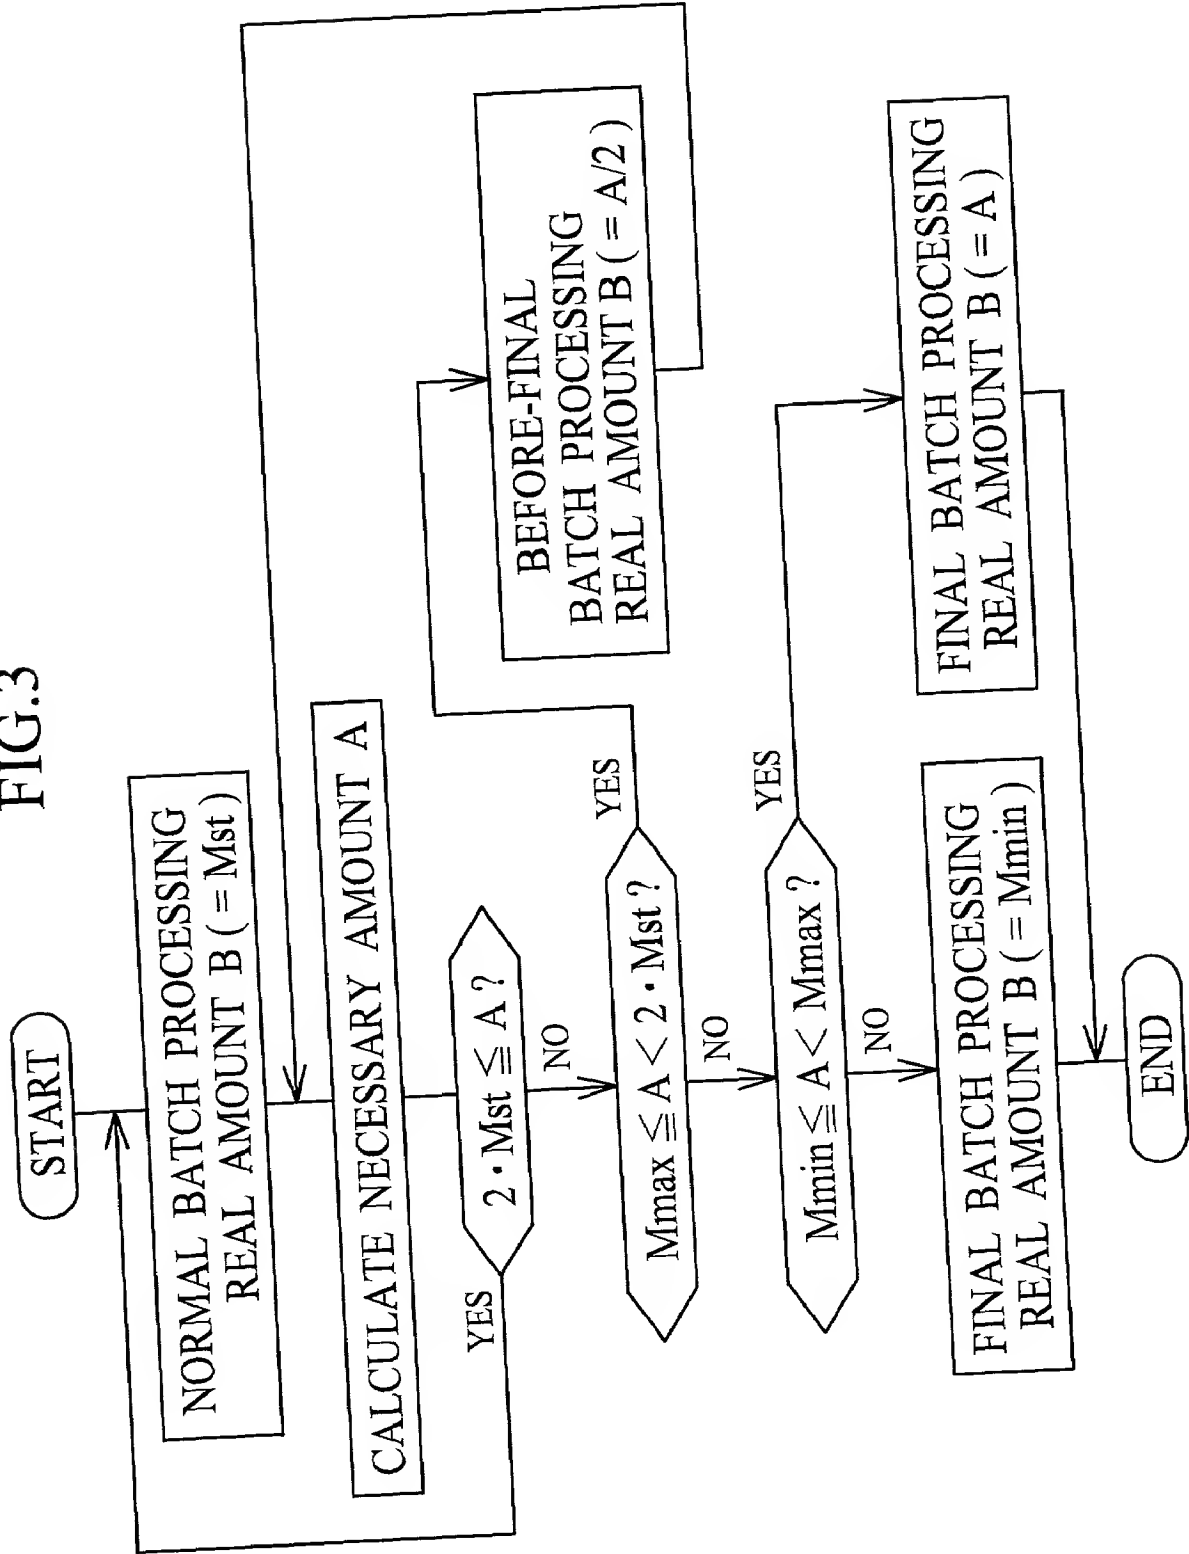 FIG.3
START
NORMAL BATCH PROCESSING
REAL AMOUNT B ( = Mst )
CALCULATE NECESSARY AMOUNT A
2・Mst ≦ A ?
YES
NO
Mmax ≦ A < 2・Mst ?
YES
NO
BEFORE-FINAL
BATCH PROCESSING
REAL AMOUNT B ( = A/2 )
Mmin ≦ A < Mmax ?
YES
NO
FINAL BATCH PROCESSING
REAL AMOUNT B ( = A )
FINAL BATCH PROCESSING
REAL AMOUNT B ( = Mmin )
END